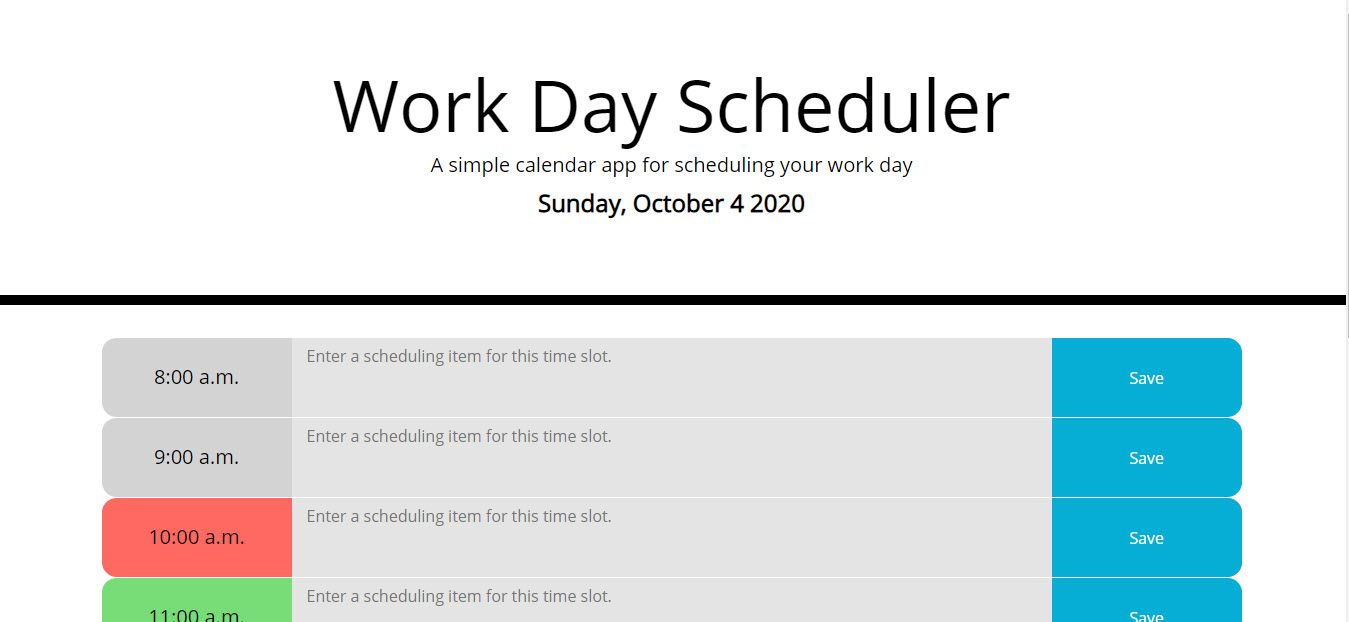 Work Day Scheduler
A simple calendar app for scheduling your work day
Sunday, October 4 2020
8:00 a.m. Enter a scheduling item for this time slot. Save
9:00 a.m. Enter a scheduling item for this time slot. Save
10:00 a.m. Enter a scheduling item for this time slot. Save
11:00 a.m. Enter a scheduling item for this time slot. Save